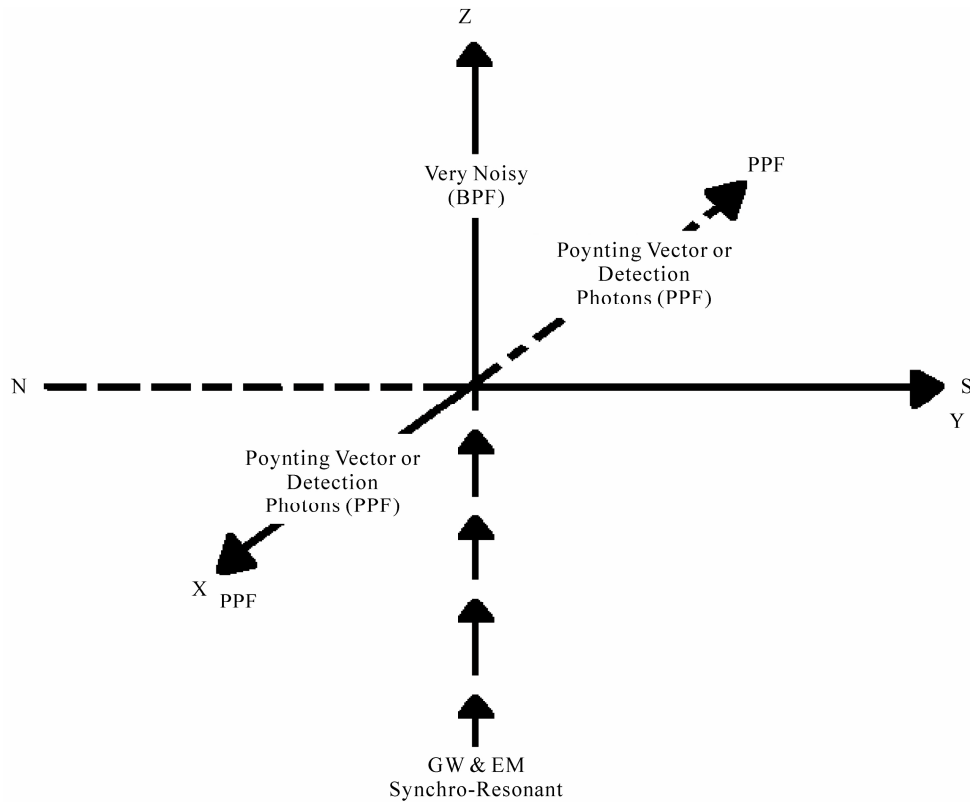 Z
Very Noisy
(BPF)
PPF
Poynting Vector or
Detection
Photons (PPF)
N
S
Y
Poynting Vector or
Detection
Photons (PPF)
X
PPF
GW & EM
Synchro-Resonant